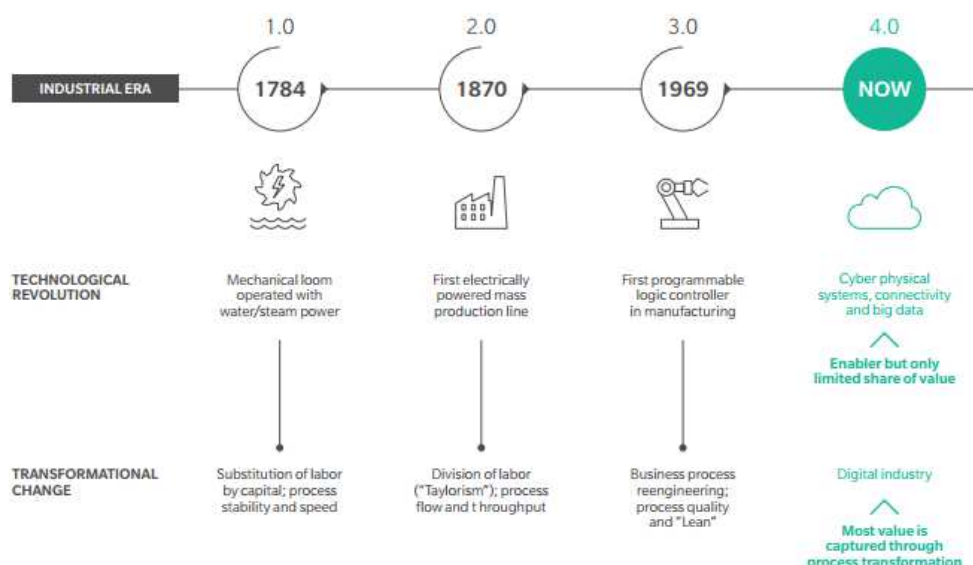 1.0
2.0
3.0
4.0
INDUSTRIAL ERA
1784
1870
1969
NOW
TECHNOLOGICAL
REVOLUTION
Mechanical loom
operated with
water/steam power
First electrically
powered mass
production line
First programmable
logic controller
in manufacturing
Cyber physical
systems, connectivity
and big data
Enabler but only
limited share of value
TRANSFORMATIONAL
CHANGE
Substitution of labor
by capital; process
stability and speed
Division of labor
("Taylorism"); process
flow and t hroughput
Business process
reengineering;
process quality
and "Lean"
Digital industry
Most value is
captured through
process transformation